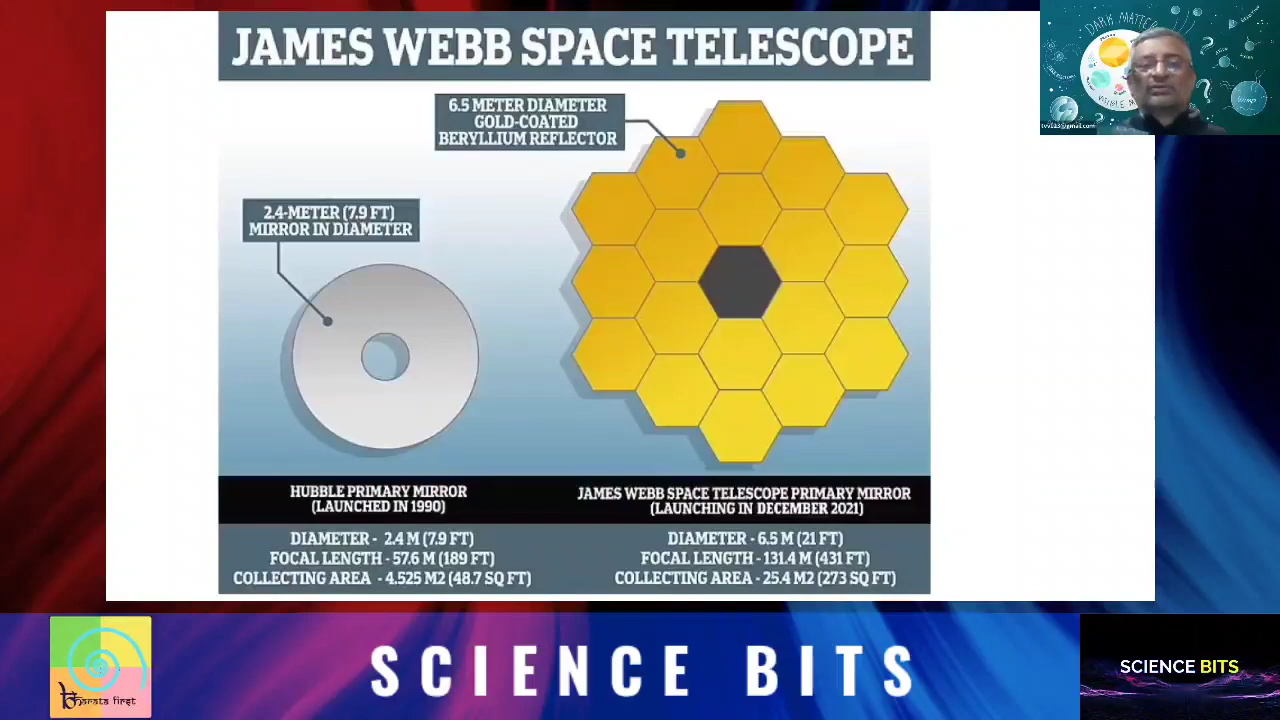 JAMES WEBB SPACE TELESCOPE
6.5 METER DIAMETER
GOLD-COATED
BERYLLIUM REFLECTOR
2.4-METER (7.9 FT)
MIRROR IN DIAMETER
HUBBLE PRIMARY MIRROR
(LAUNCHED IN 1990)
DIAMETER - 2.4 M (7.9 FT)
FOCAL LENGTH - 57.6 M (189 FT)
COLLECTING AREA - 4.525 M2 (48.7 SQ FT)
JAMES WEBB SPACE TELESCOPE PRIMARY MIRROR
(LAUNCHING IN DECEMBER 2021)
DIAMETER - 6.5 M (21 FT)
FOCAL LENGTH - 131.4 M (431 FT)
COLLECTING AREA - 25.4 M2 (273 SQ FT)
DARK MATTER
SCIENCE BITS
SCIENCE BITS